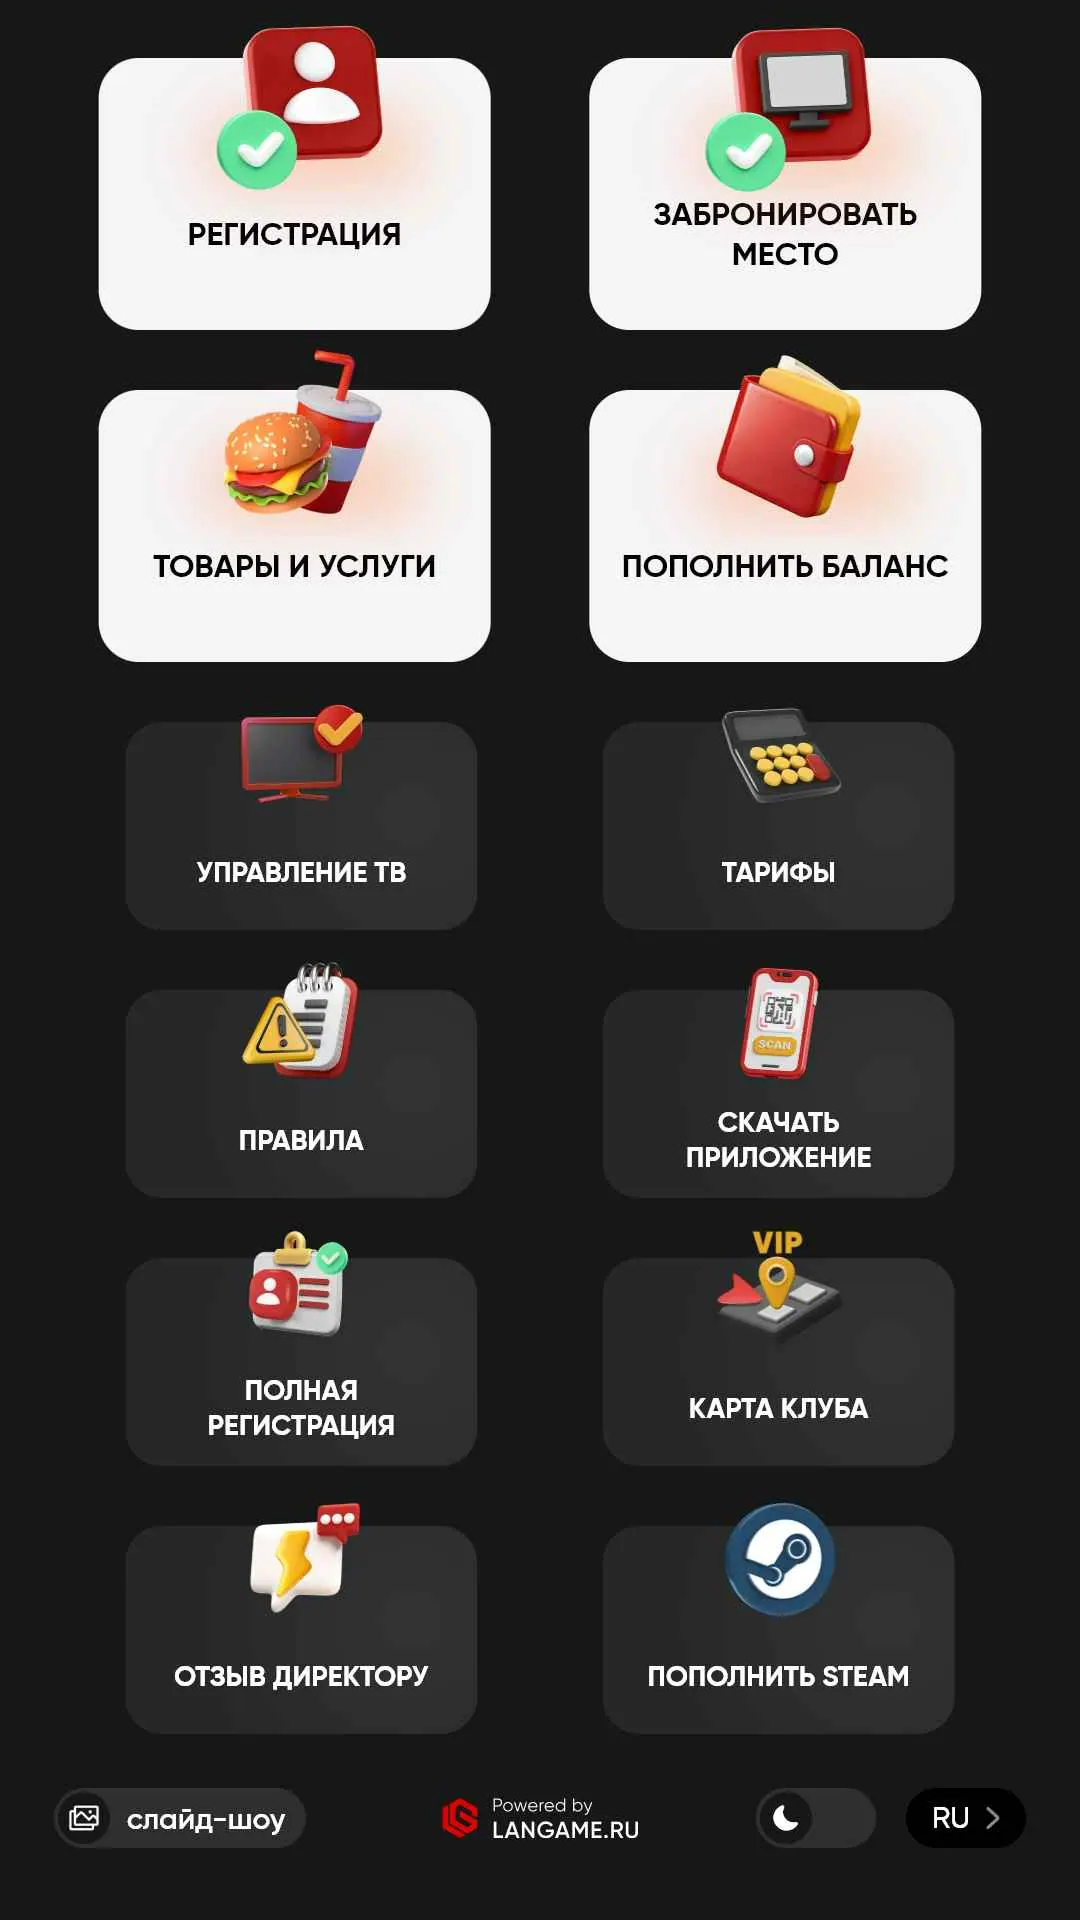 РЕГИСТРАЦИЯ
ЗАБРОНИРОВАТЬ
МЕСТО
ТОВАРЫ И УСЛУГИ
ПОПОЛНИТЬ БАЛАНС
УПРАВЛЕНИЕ ТВ
ТАРИФЫ
ПРАВИЛА
SCAN
СКАЧАТЬ
ПРИЛОЖЕНИЕ
ПОЛНАЯ
РЕГИСТРАЦИЯ
VIP
КАРТА КЛУБА
ОТЗЫВ ДИРЕКТОРУ
ПОПОЛНИТЬ STEAM
слайд-шоу
Powered by
LANGAME.RU
RU